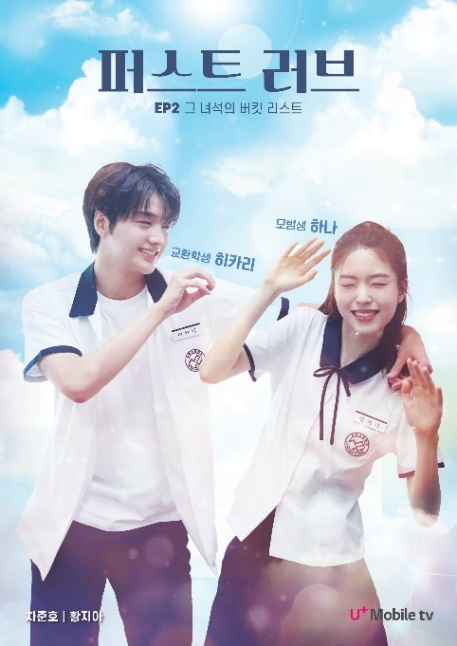 퍼스트 러브
EP2 그 녀석의 버킷 리스트
모범생 하나
교환학생 히카리
차준호 | 황지아
U+ Mobile tv